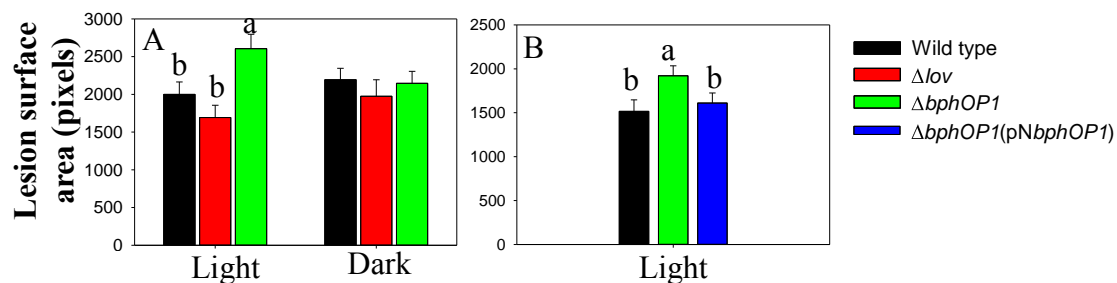 Lesion surface
area (pixels)
3000
2500
2000
1500
1000
500
0
A
b
b
a
Light
Dark
2500
2000
1500
1000
500
0
B
b
a
b
Light
Wild type
Δlov
ΔbphOP1
ΔbphOP1(pNbphOP1)